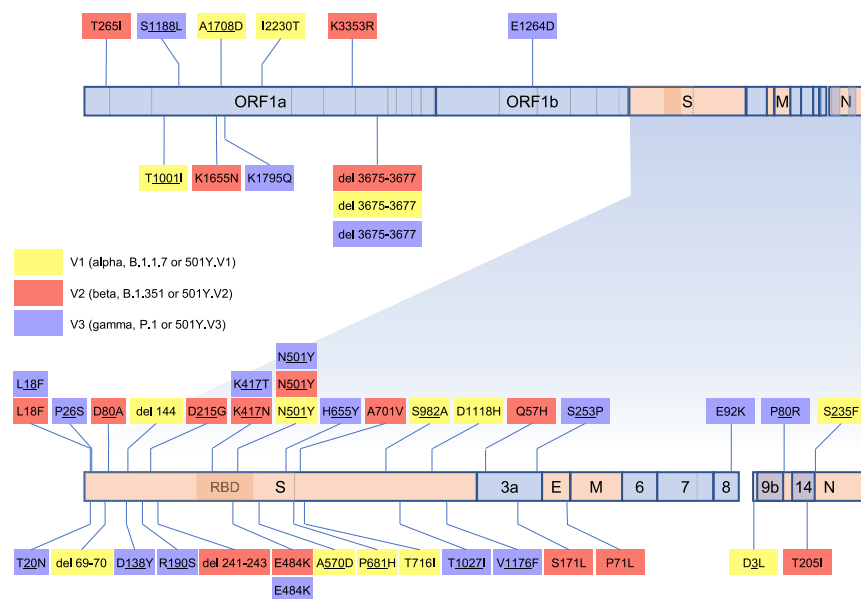 T265I S1188L A1708D I2230T K3353R E1264D
ORF1a ORF1b S M N
T1001I K1655N K1795Q del 3675-3677
del 3675-3677
del 3675-3677
V1 (alpha, B.1.1.7 or 501Y.V1)
V2 (beta, B.1.351 or 501Y.V2)
V3 (gamma, P.1 or 501Y.V3)
N501Y
L18F K417T N501Y
L18F P26S D80A del 144 D215G K417N N501Y H655Y A701V S982A D1118H Q57H S253P E92K P80R S235F
RBD S 3a E M 6 7 8 9b 14 N
T20N del 69-70 D138Y R190S del 241-243 E484K A570D P681H T716I T1027I V1176F S171L P71L D3L T205I
E484K